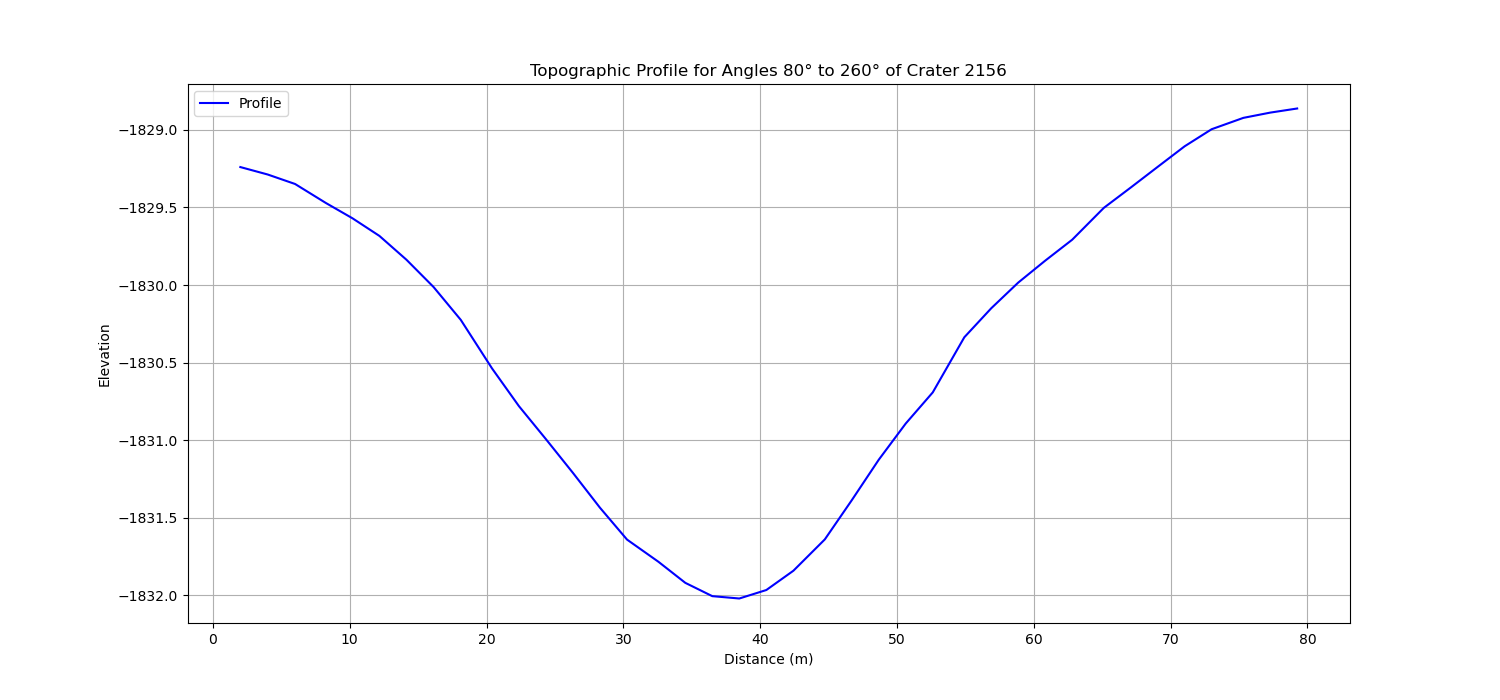 Topographic Profile for Angles 80° to 260° of Crater 2156
Profile
−1829.0
−1829.5
−1830.0
−1830.5
−1831.0
−1831.5
−1832.0
Elevation
0 10 20 30 40 50 60 70 80
Distance (m)